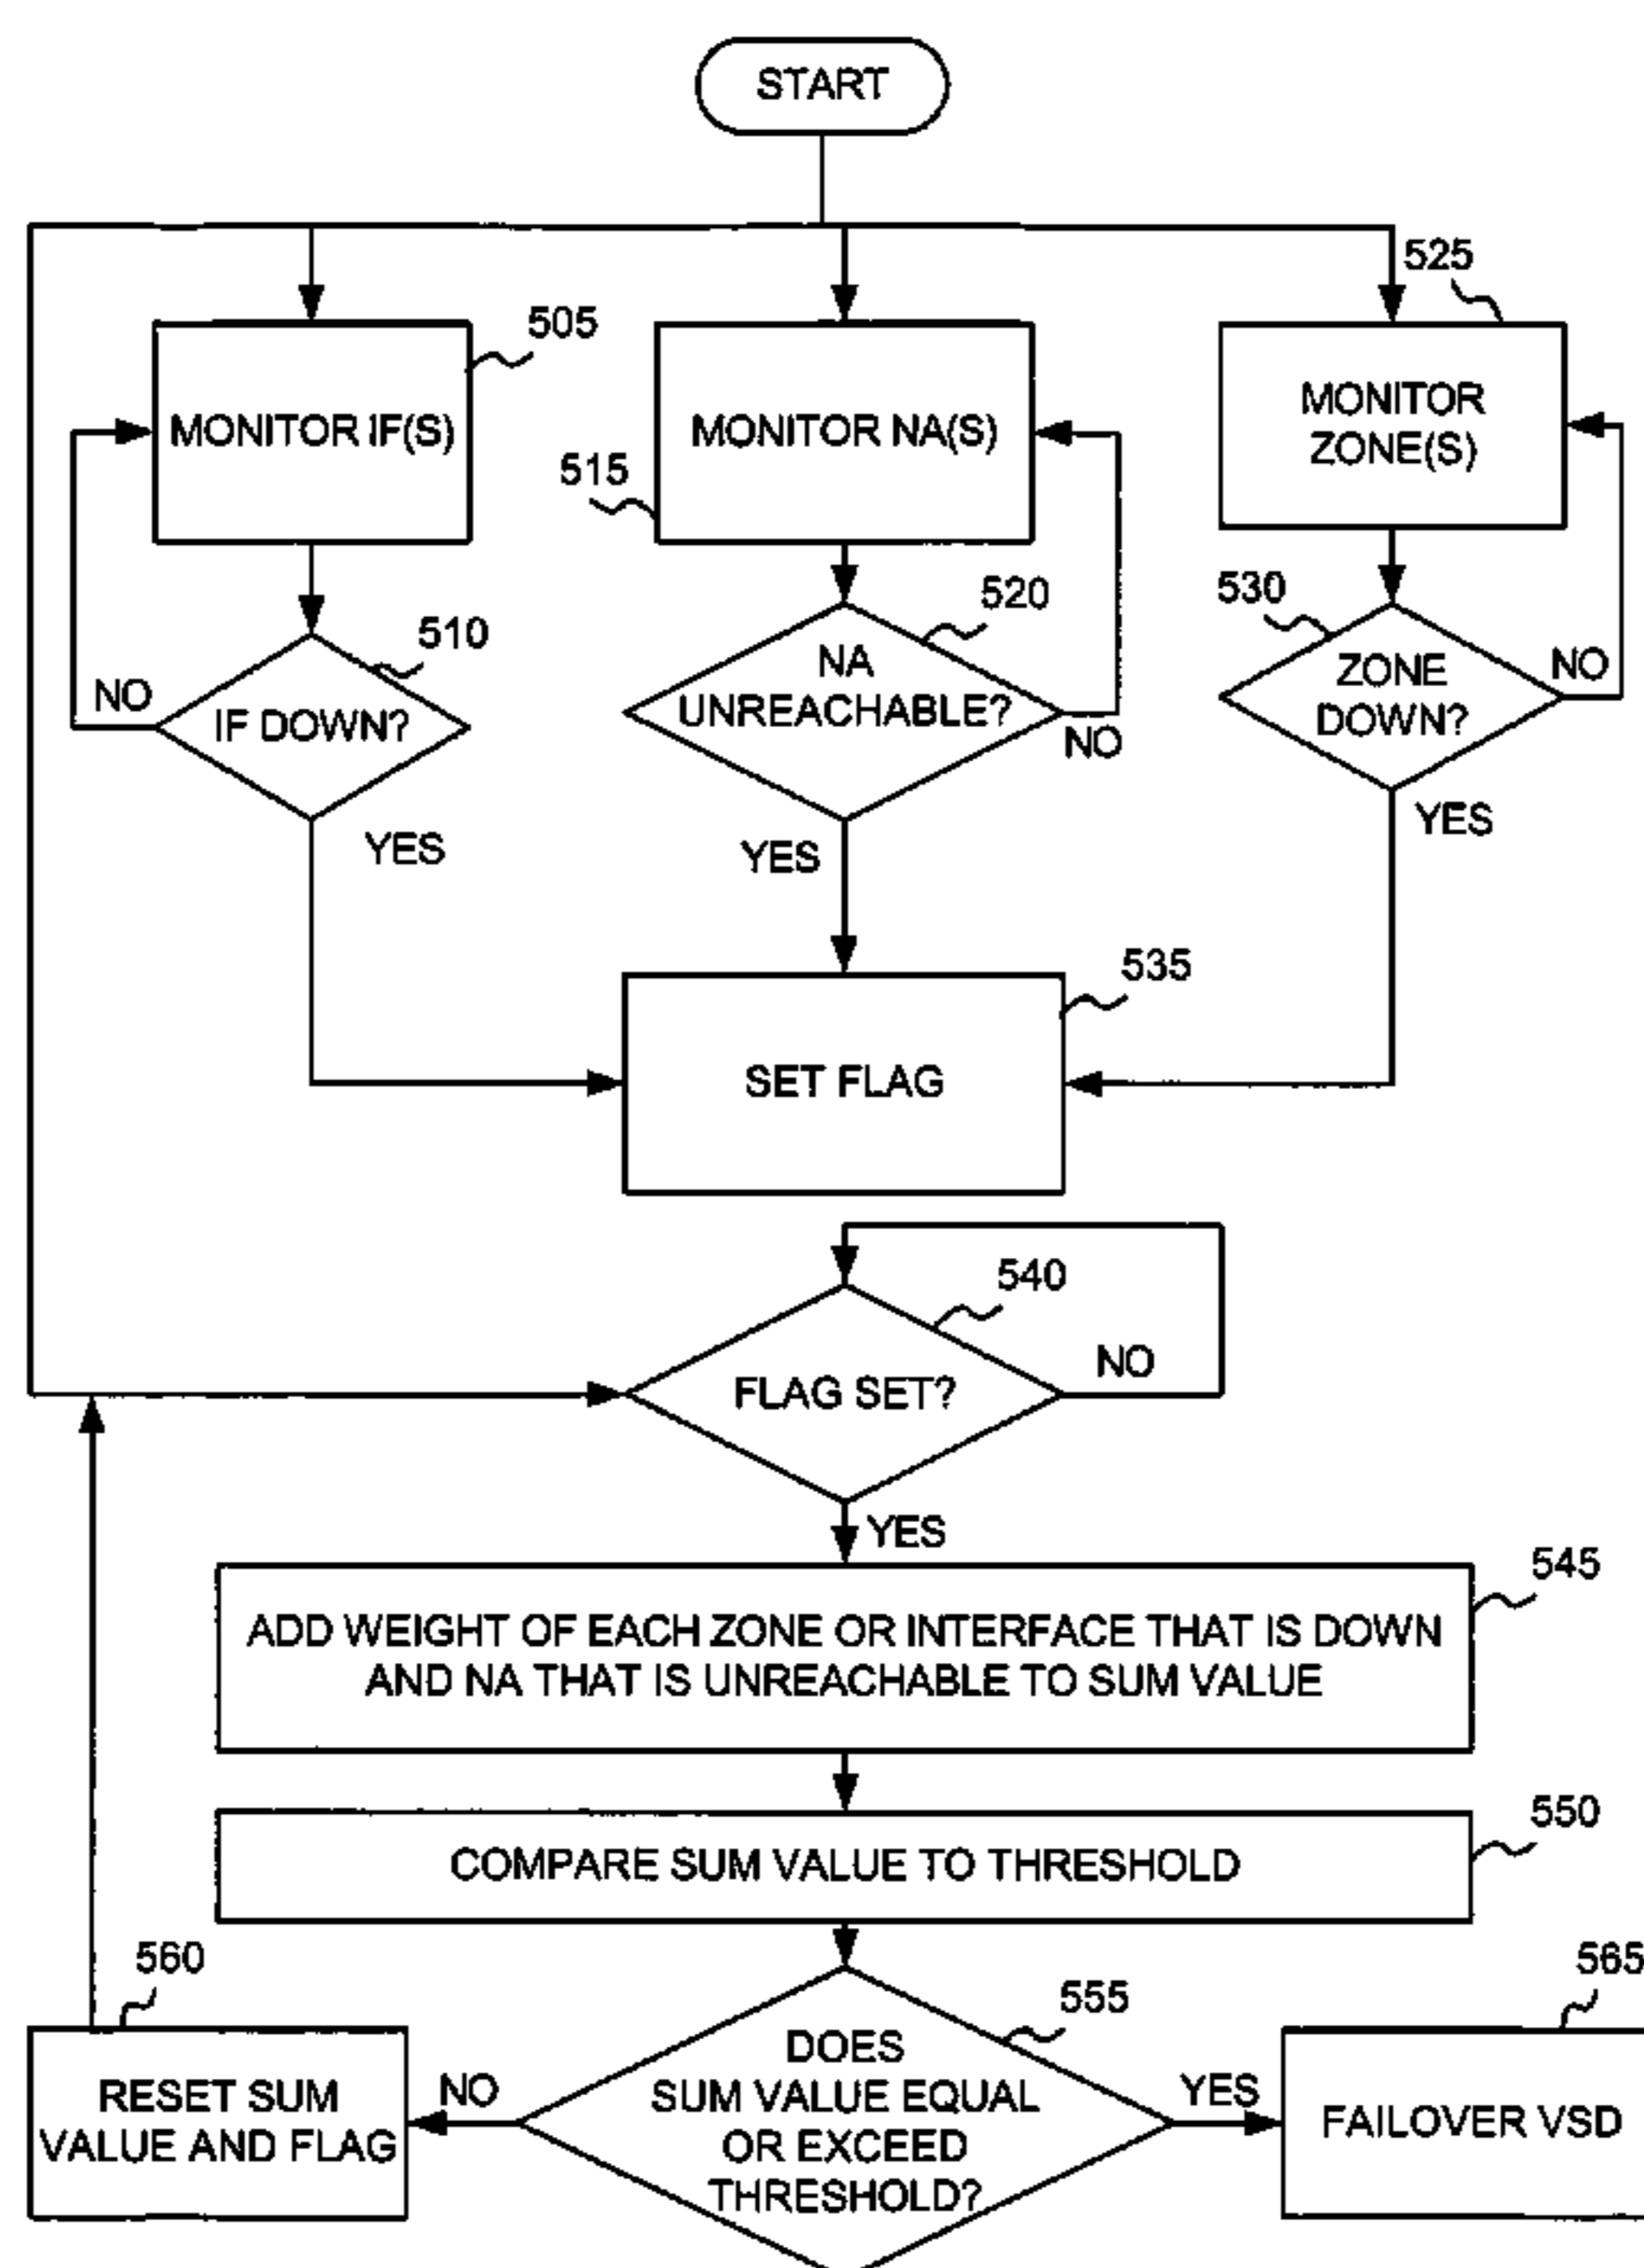 START
525
505
MONITOR IF(S)
MONITOR NA(S)
MONITOR
ZONE(S)
515
520
530
510
NO
IF DOWN?
NA
UNREACHABLE?
NO
ZONE
DOWN?
NO
YES
YES
YES
535
SET FLAG
540
NO
FLAG SET?
YES
545
ADD WEIGHT OF EACH ZONE OR INTERFACE THAT IS DOWN
AND NA THAT IS UNREACHABLE TO SUM VALUE
550
COMPARE SUM VALUE TO THRESHOLD
560
555
565
RESET SUM
VALUE AND FLAG
NO
DOES
SUM VALUE EQUAL
OR EXCEED
THRESHOLD?
YES
FAILOVER VSD